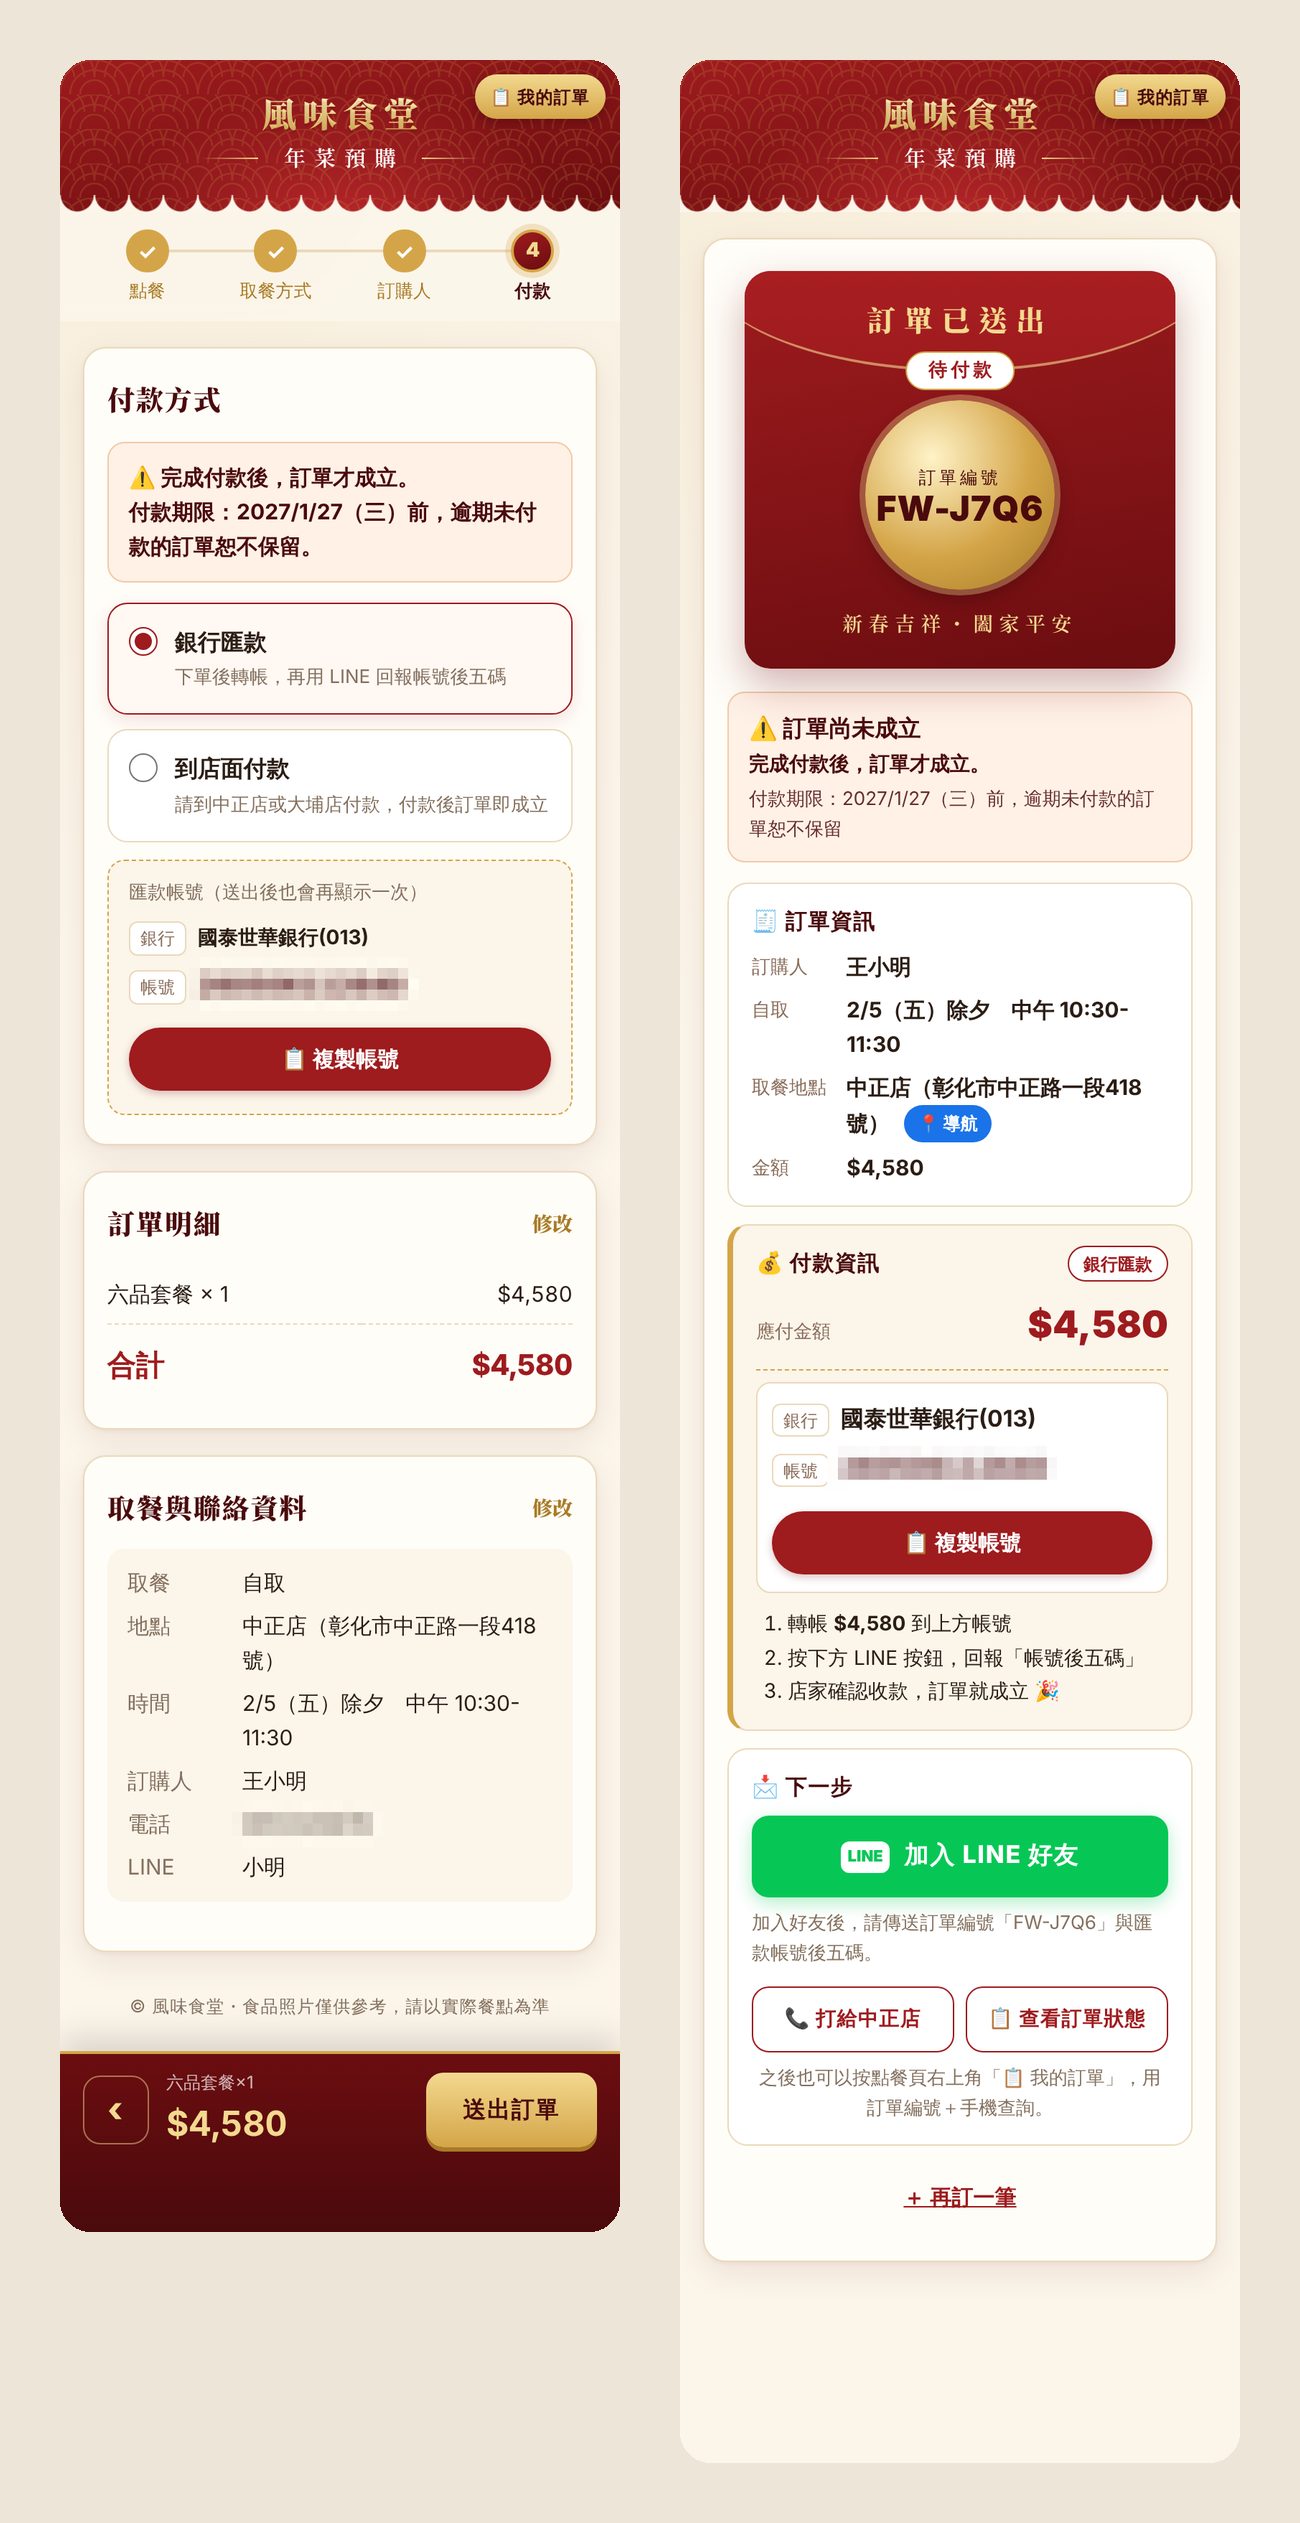 風味食堂
年菜預購
📋 我的訂單
點餐
取餐方式
訂購人
4
付款
付款方式
⚠️ 完成付款後，訂單才成立。
付款期限：2027/1/27（三）前，逾期未付
款的訂單恕不保留。
銀行匯款
下單後轉帳，再用 LINE 回報帳號後五碼
到店面付款
請到中正店或大埔店付款，付款後訂單即成立
匯款帳號（送出後也會再顯示一次）
銀行 國泰世華銀行(013)
帳號
📋 複製帳號
訂單明細 修改
六品套餐 × 1 $4,580
合計 $4,580
取餐與聯絡資料 修改
取餐 自取
地點 中正店（彰化市中正路一段418
號）
時間 2/5（五）除夕　中午 10:30-
11:30
訂購人 王小明
電話
LINE 小明
© 風味食堂・食品照片僅供參考，請以實際餐點為準
‹
六品套餐×1
$4,580
送出訂單
風味食堂
年菜預購
📋 我的訂單
訂單已送出
待付款
訂單編號
FW-J7Q6
新春吉祥・闔家平安
⚠️ 訂單尚未成立
完成付款後，訂單才成立。
付款期限：2027/1/27（三）前，逾期未付款的訂
單恕不保留
🧾 訂單資訊
訂購人 王小明
自取 2/5（五）除夕　中午 10:30-
11:30
取餐地點 中正店（彰化市中正路一段418
號） 📍 導航
金額 $4,580
💰 付款資訊 銀行匯款
應付金額 $4,580
銀行 國泰世華銀行(013)
帳號
📋 複製帳號
1. 轉帳 $4,580 到上方帳號
2. 按下方 LINE 按鈕，回報「帳號後五碼」
3. 店家確認收款，訂單就成立 🎉
📩 下一步
LINE 加入 LINE 好友
加入好友後，請傳送訂單編號「FW-J7Q6」與匯
款帳號後五碼。
📞 打給中正店
📋 查看訂單狀態
之後也可以按點餐頁右上角「📋 我的訂單」，用
訂單編號＋手機查詢。
＋ 再訂一筆